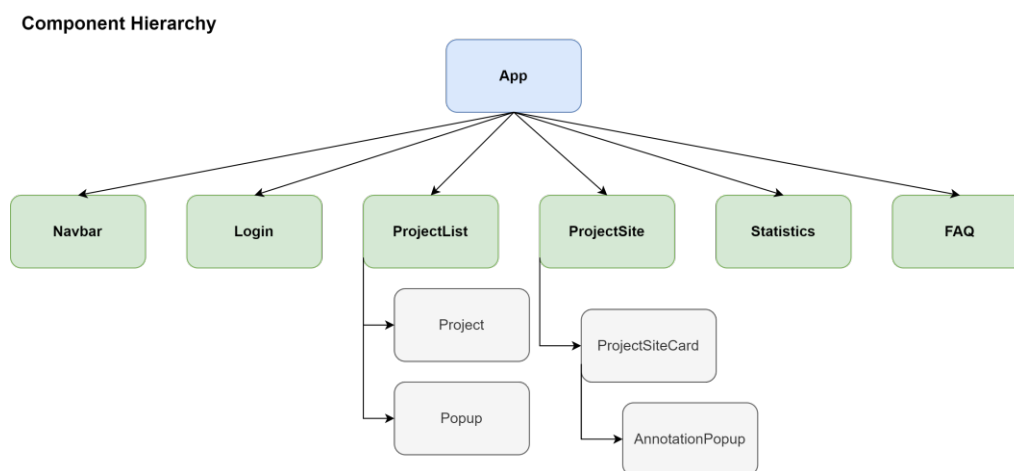 Component Hierarchy
App
Navbar
Login
ProjectList
ProjectSite
Statistics
FAQ
Project
ProjectSiteCard
Popup
AnnotationPopup